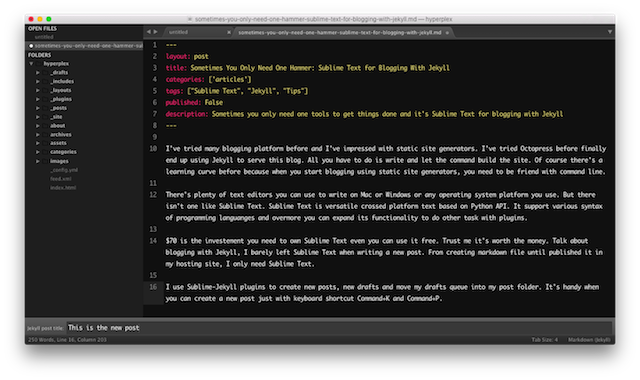 sometimes-you-only-need-one-hammer-sublime-text-for-blogging-with-jekyll.md — hyperplex
OPEN FILES
untitled
sometimes-you-only-need-one-hammer-sublime-text-for-blogging-with-jekyll.md
FOLDERS
hyperplex
_drafts
_includes
_layouts
_plugins
_posts
_site
about
archives
assets
categories
images
_config.yml
feed.xml
index.html
untitled
sometimes-you-only-need-one-hammer-sublime-text-for-blogging-with-jekyll.md
1 ---
2 layout: post
3 title: Sometimes You Only Need One Hammer: Sublime Text for Blogging With Jekyll
4 categories: ['articles']
5 tags: ["Sublime Text", "Jekyll", "Tips"]
6 published: False
7 description: Sometimes you only need one tools to get things done and it's Sublime Text for blogging with Jekyll
8 ---
9
10 I've tried many blogging platform before and I've impressed with static site generators. I've tried Octopress before finally
end up using Jekyll to serve this blog. All you have to do is write and let the command build the site. Of course there's a
learning curve before because when you start blogging using static site generators, you need to be friend with command line.
11
12 There's plenty of text editors you can use to write on Mac or Windows or any operating system platform you use. But there
isn't one like Sublime Text. Sublime Text is versatile crossed platform text based on Python API. It support various syntax
of programming languanges and overmore you can expand its functionality to do other task with plugins.
13
14 $70 is the investement you need to own Sublime Text even you can use it free. Trust me it's worth the money. Talk about
blogging with Jekyll, I barely left Sublime Text when writing a new post. From creating markdown file until published it in
my hosting site, I only need Sublime Text.
15
16 I use Sublime-Jekyll plugins to create new posts, new drafts and move my drafts queue into my post folder. It's handy when
you can create a new post just with keyboard shortcut Command+K and Command+P.
Jekyll post title: This is the new post
250 Words, Line 16, Column 203
Tab Size: 4
Markdown (Jekyll)